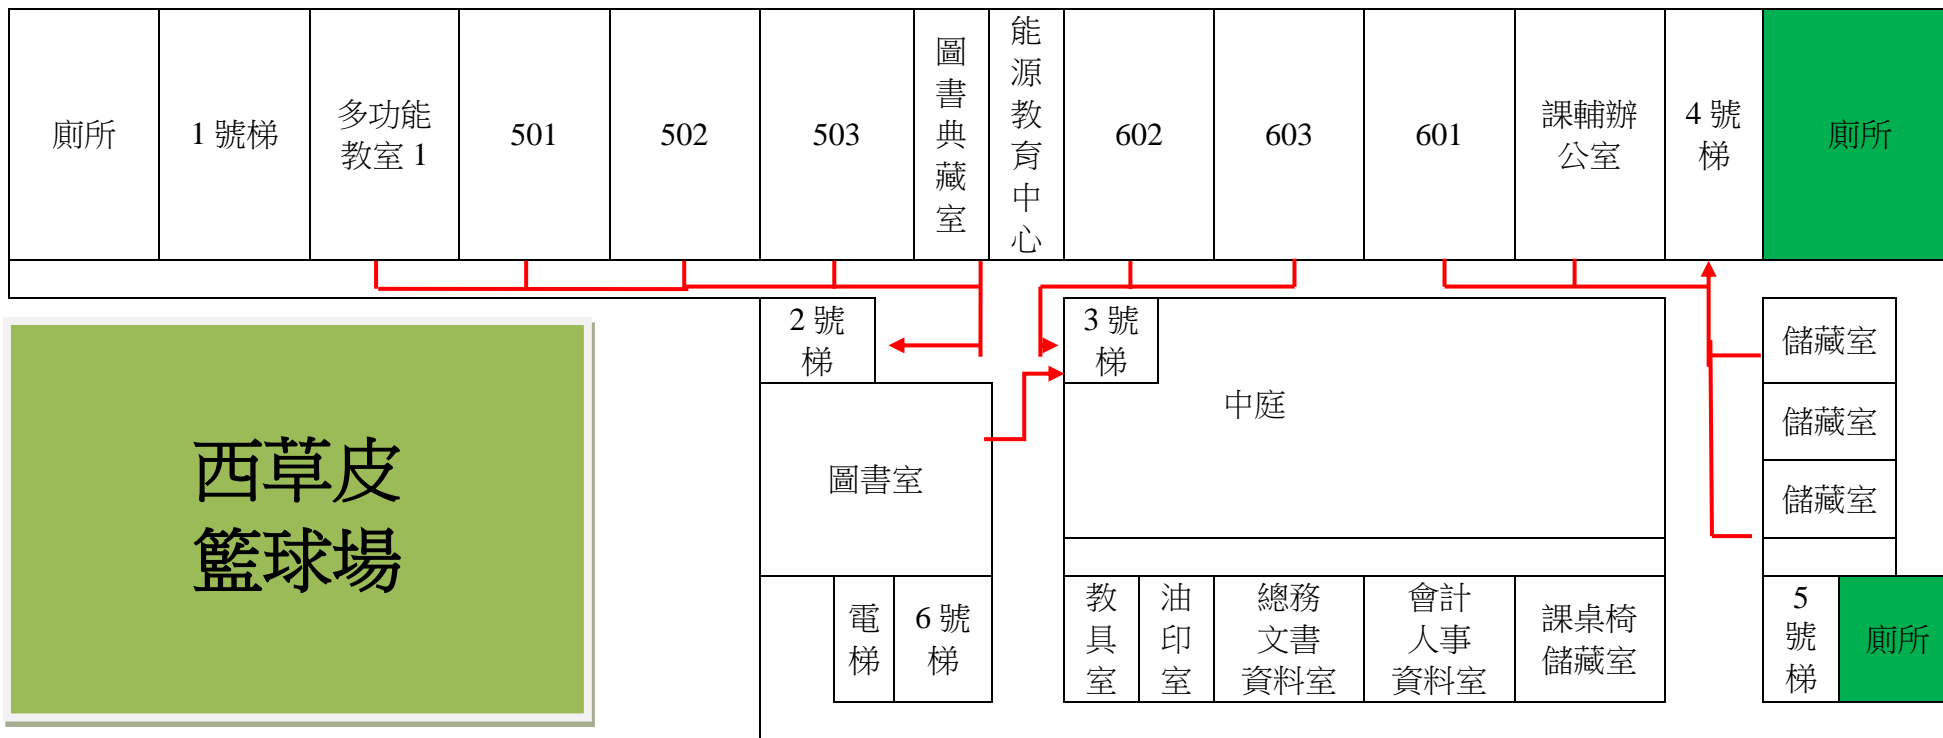 廁所
1 號梯
多功能
教室 1
501
502
503
圖書典藏室
能源教育中心
602
603
601
課輔辦
公室
4 號
梯
廁所
2 號
梯
3 號
梯
中庭
儲藏室
儲藏室
儲藏室
西草皮
籃球場
圖書室
電梯
6 號
梯
教具室
油印室
總務
文書
資料室
會計
人事
資料室
課桌椅
儲藏室
5
號
梯
廁所